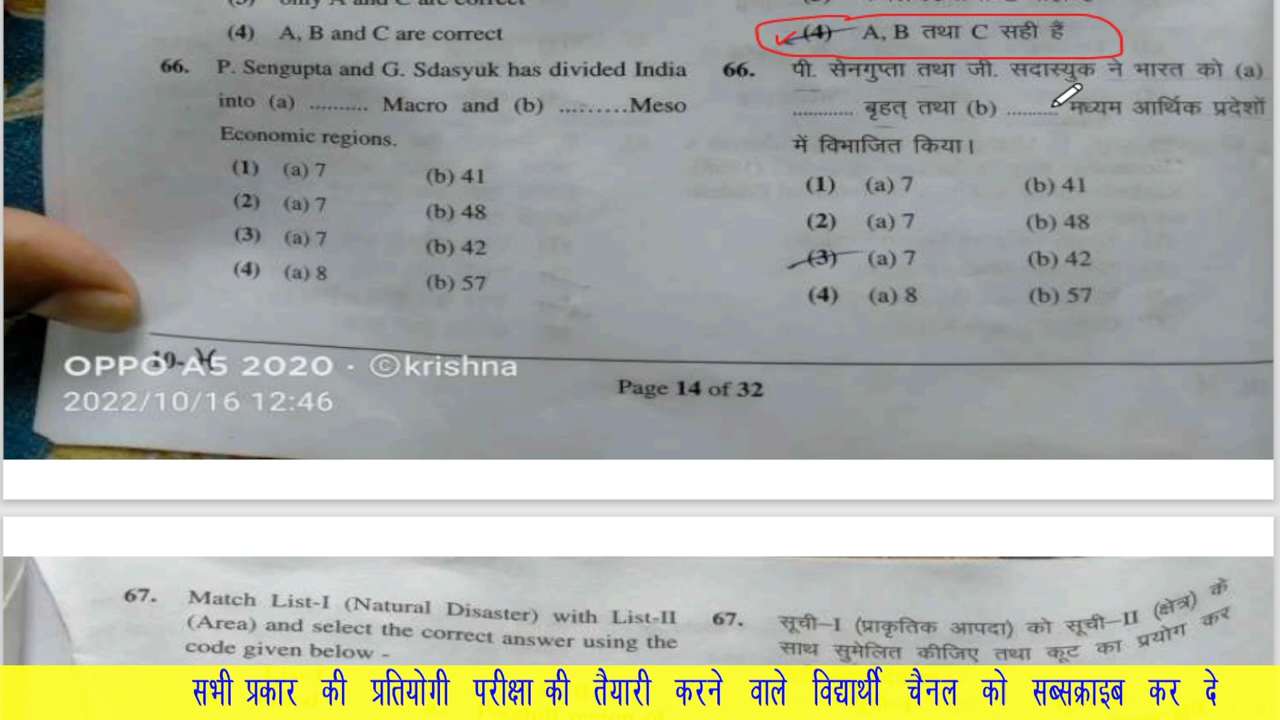 (4) A, B and C are correct
66. P. Sengupta and G. Sdasyuk has divided India
into (a) .......... Macro and (b) .........Meso
Economic regions.
(1) (a) 7 (b) 41
(2) (a) 7 (b) 48
(3) (a) 7 (b) 42
(4) (a) 8 (b) 57
(4) A, B तथा C सही हैं
66. पी. सेनगुप्ता तथा जी. सदास्युक ने भारत को (a)
............ बृहत् तथा (b) .......... मध्यम आर्थिक प्रदेशों
में विभाजित किया।
(1) (a) 7 (b) 41
(2) (a) 7 (b) 48
(3) (a) 7 (b) 42
(4) (a) 8 (b) 57
OPPO A5 2020 · ©krishna
2022/10/16 12:46
Page 14 of 32
67. Match List-I (Natural Disaster) with List-II
(Area) and select the correct answer using the
code given below -
67. सूची-I (प्राकृतिक आपदा) को सूची-II (क्षेत्र) के
साथ सुमेलित कीजिए तथा कूट का प्रयोग कर
सभी प्रकार की प्रतियोगी परीक्षा की तैयारी करने वाले विद्यार्थी चैनल को सब्सक्राइब कर दे